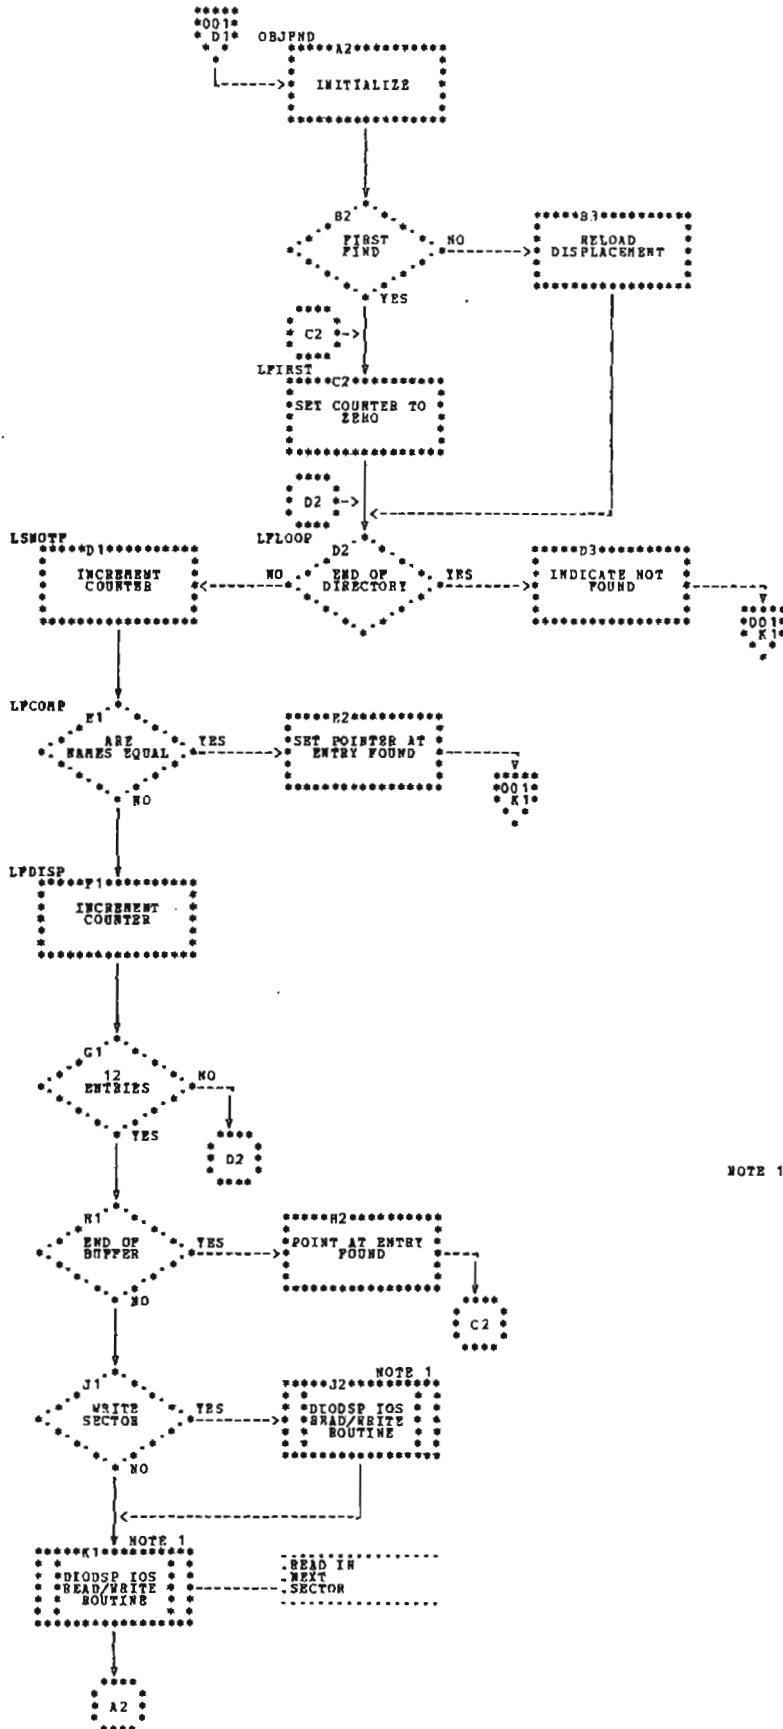 001
D1
OBJFND
A2
INITIALIZE
B2
FIRST
FIND
NO
B3
RELOAD
DISPLACEMENT
YES
C2
LFIRST
C2
SET COUNTER TO
ZERO
D2
LSNOTF
D1
INCREMENT
COUNTER
NO
LFLOOP
D2
END OF
DIRECTORY
YES
D3
INDICATE NOT
FOUND
001
K1
LFCOMP
E1
ARE
NAMES EQUAL
YES
E2
SET POINTER AT
ENTRY FOUND
001
K1
NO
LFDISP
F1
INCREMENT
COUNTER
G1
12
ENTRIES
NO
YES
D2
NOTE 1
H1
END OF
BUFFER
YES
H2
POINT AT ENTRY
FOUND
NO
C2
J1
WRITE
SECTOR
YES
NOTE 1
J2
DIODSP IOS
READ/WRITE
ROUTINE
NO
NOTE 1
K1
DIODSP IOS
READ/WRITE
ROUTINE
READ IN
NEXT
SECTOR
A2